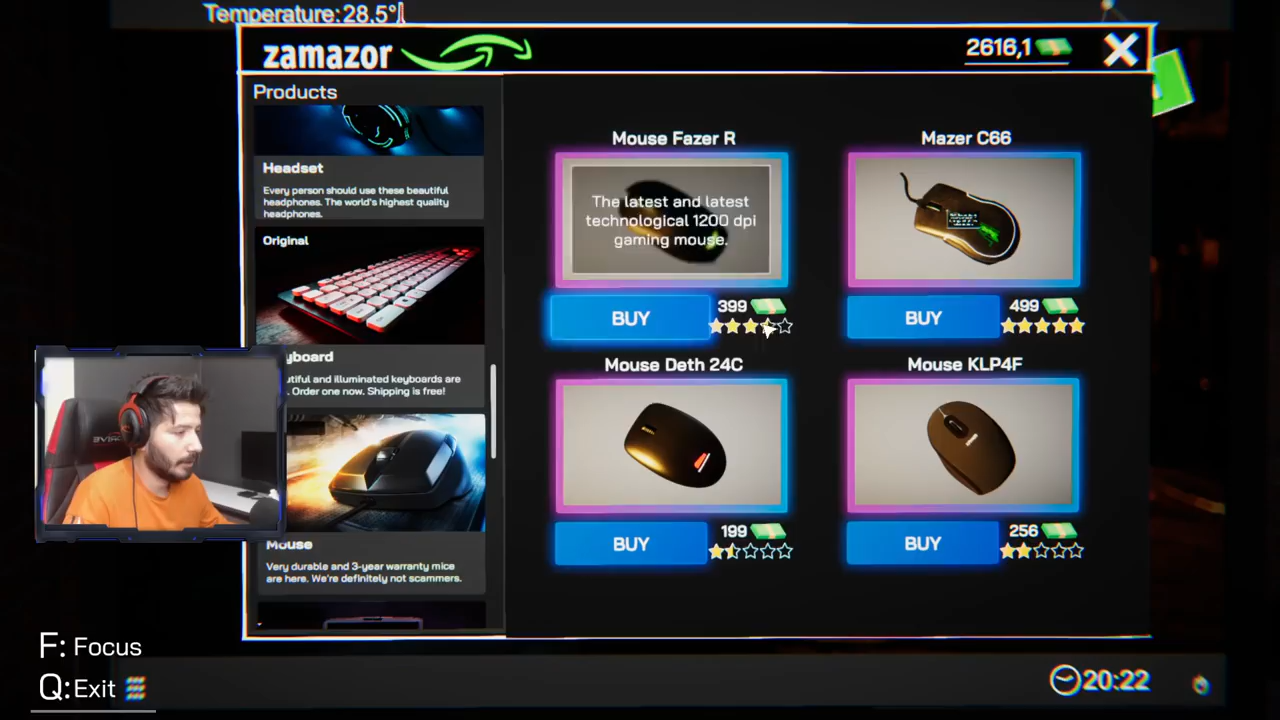 Temperature: 28.5°
zamazor
2616,1
Products
Headset
Every person should use these beautiful
headphones. The world's highest quality
headphones.
Original
yboard
utiful and illuminated keyboards are
. Order one now. Shipping is free!
Mouse
Very durable and 3-year warranty mice
are here. We're definitely not scammers.
Mouse Fazer R
The latest and latest
technological 1200 dpi
gaming mouse.
BUY
399
Mazer C66
BUY
499
Mouse Deth 24C
BUY
199
Mouse KLP4F
BUY
256
F: Focus
Q: Exit
20:22